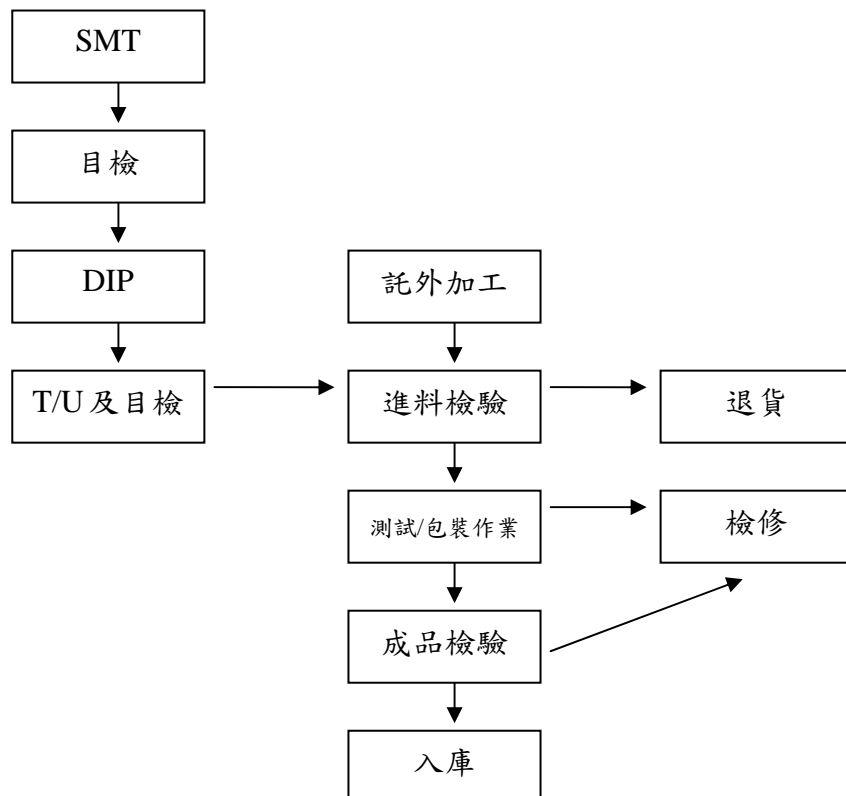 SMT
目檢
DIP
託外加工
T/U及目檢
進料檢驗
退貨
測試/包裝作業
檢修
成品檢驗
入庫